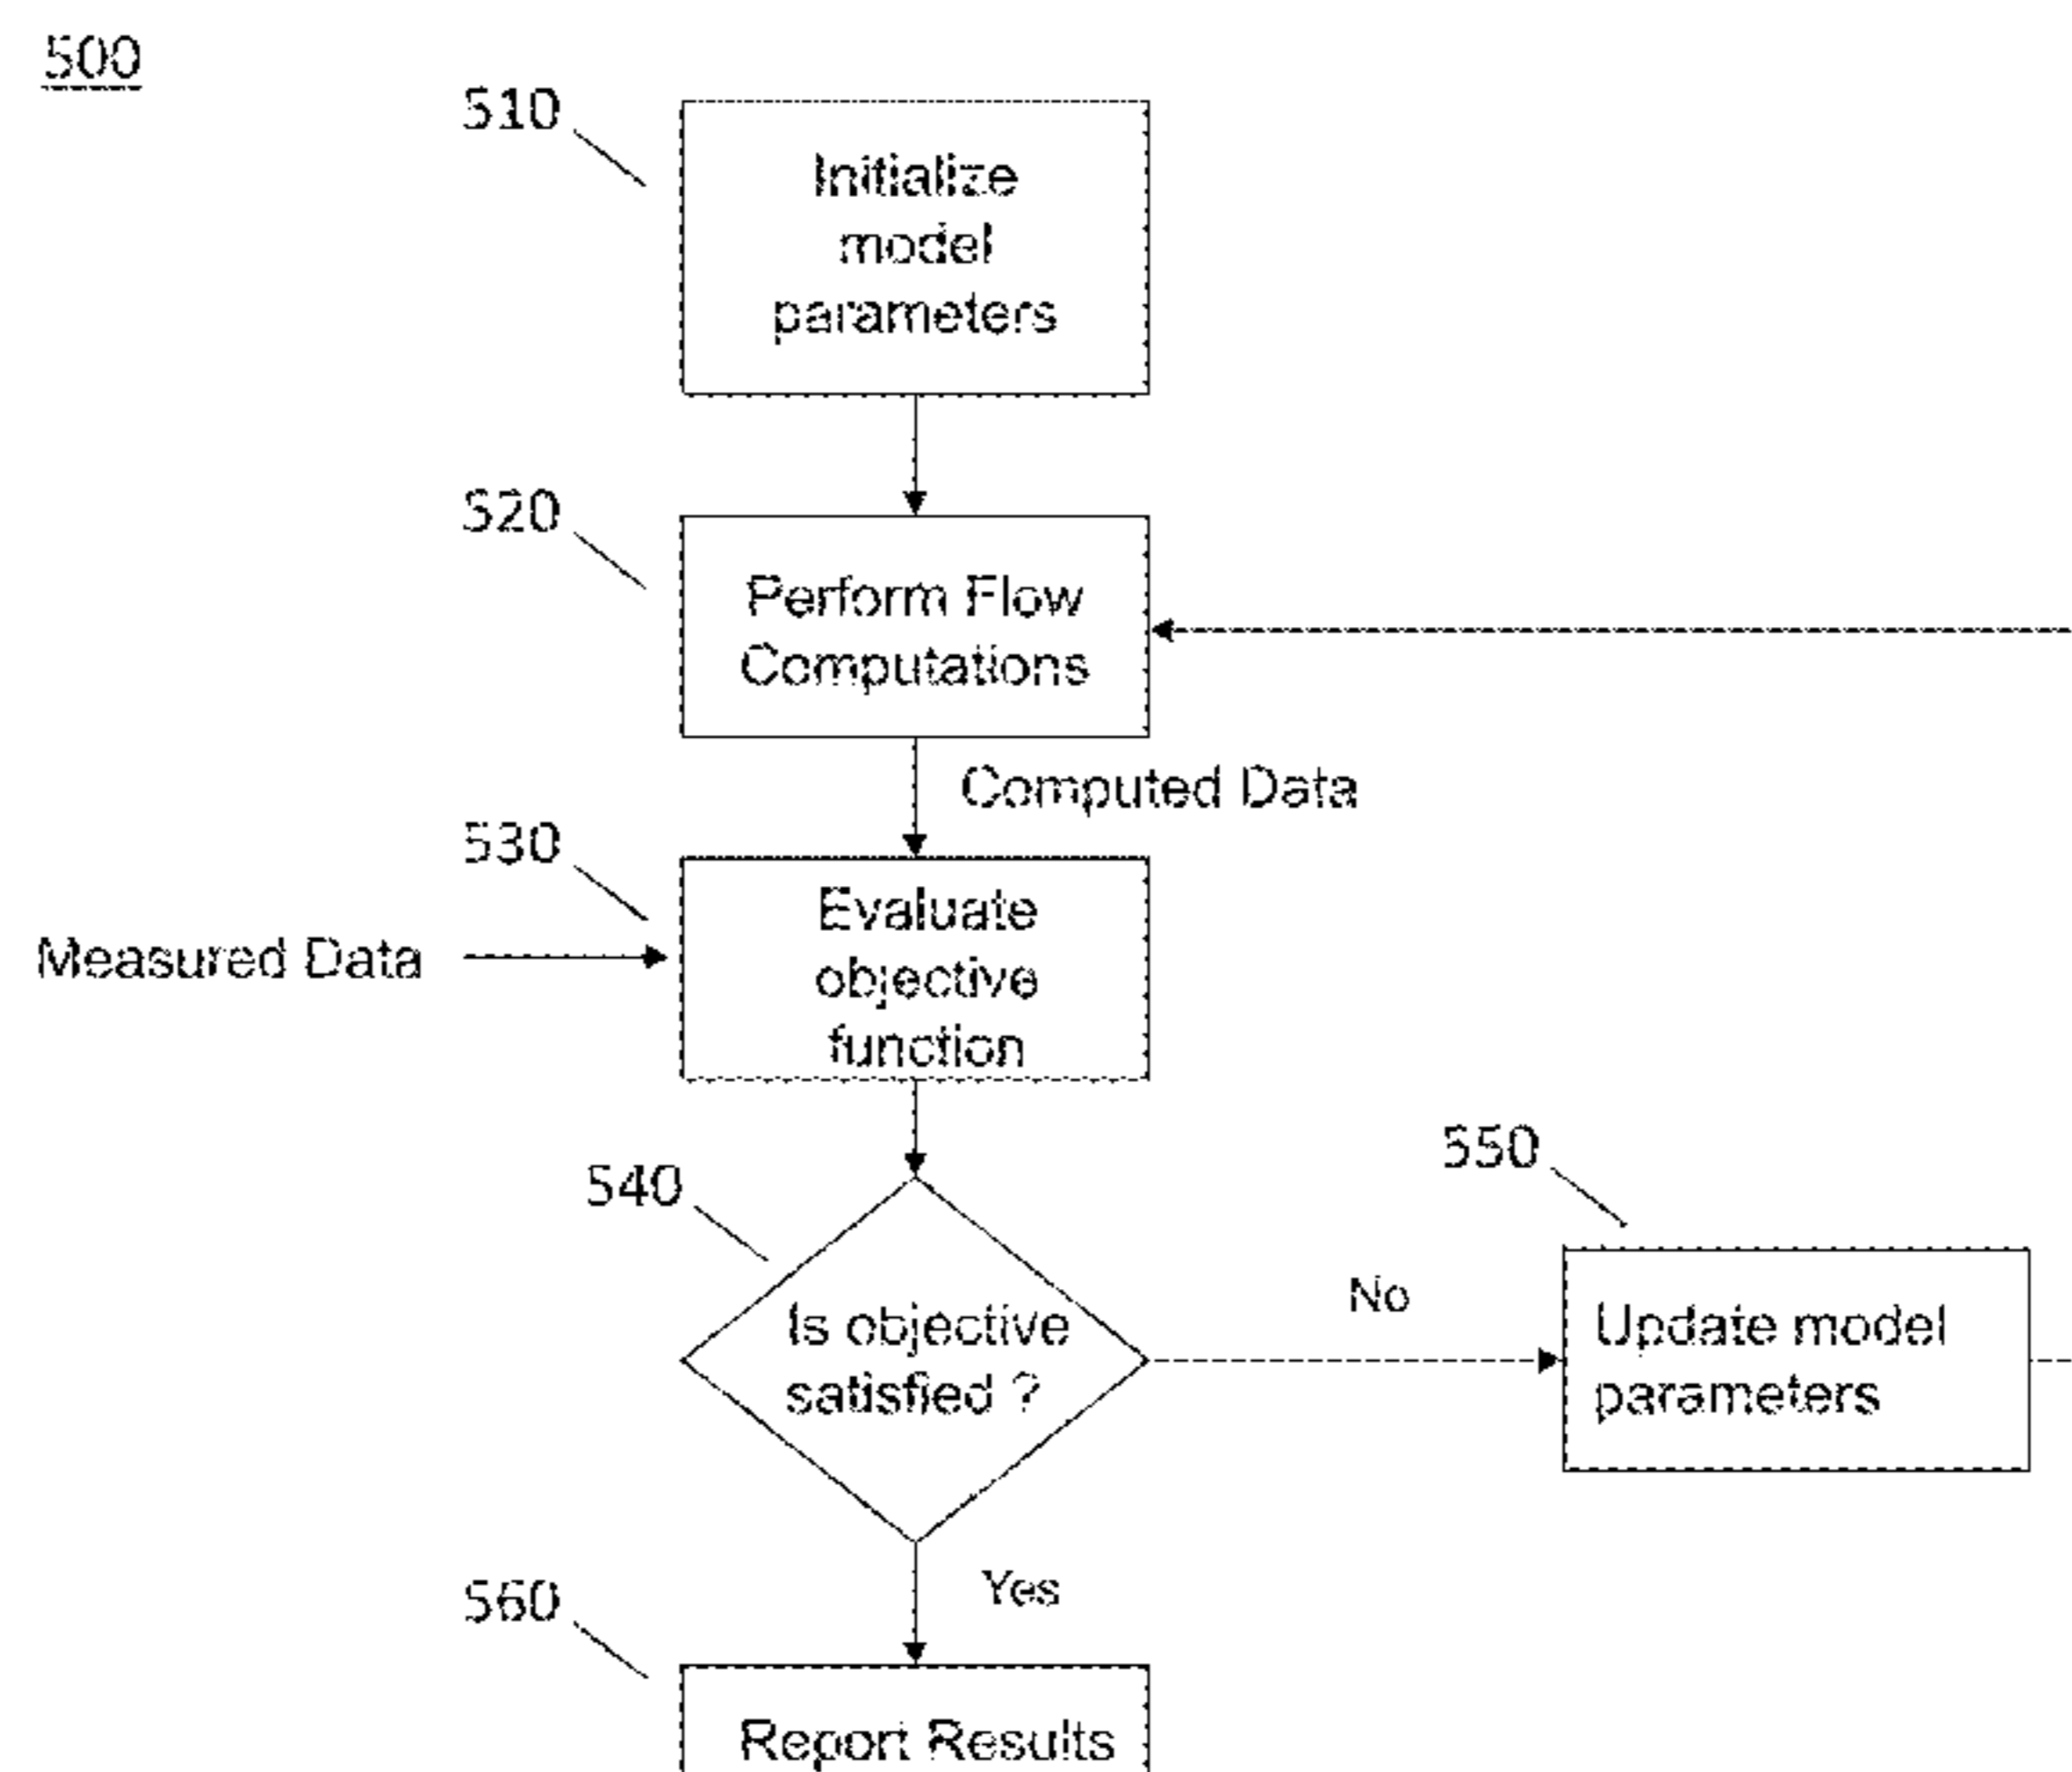 500
510
Initialize
model
parameters
520
Perform Flow
Computations
Computed Data
530
Evaluate
objective
function
Measured Data
540
Is objective
satisfied ?
No
550
Update model
parameters
Yes
560
Report Results